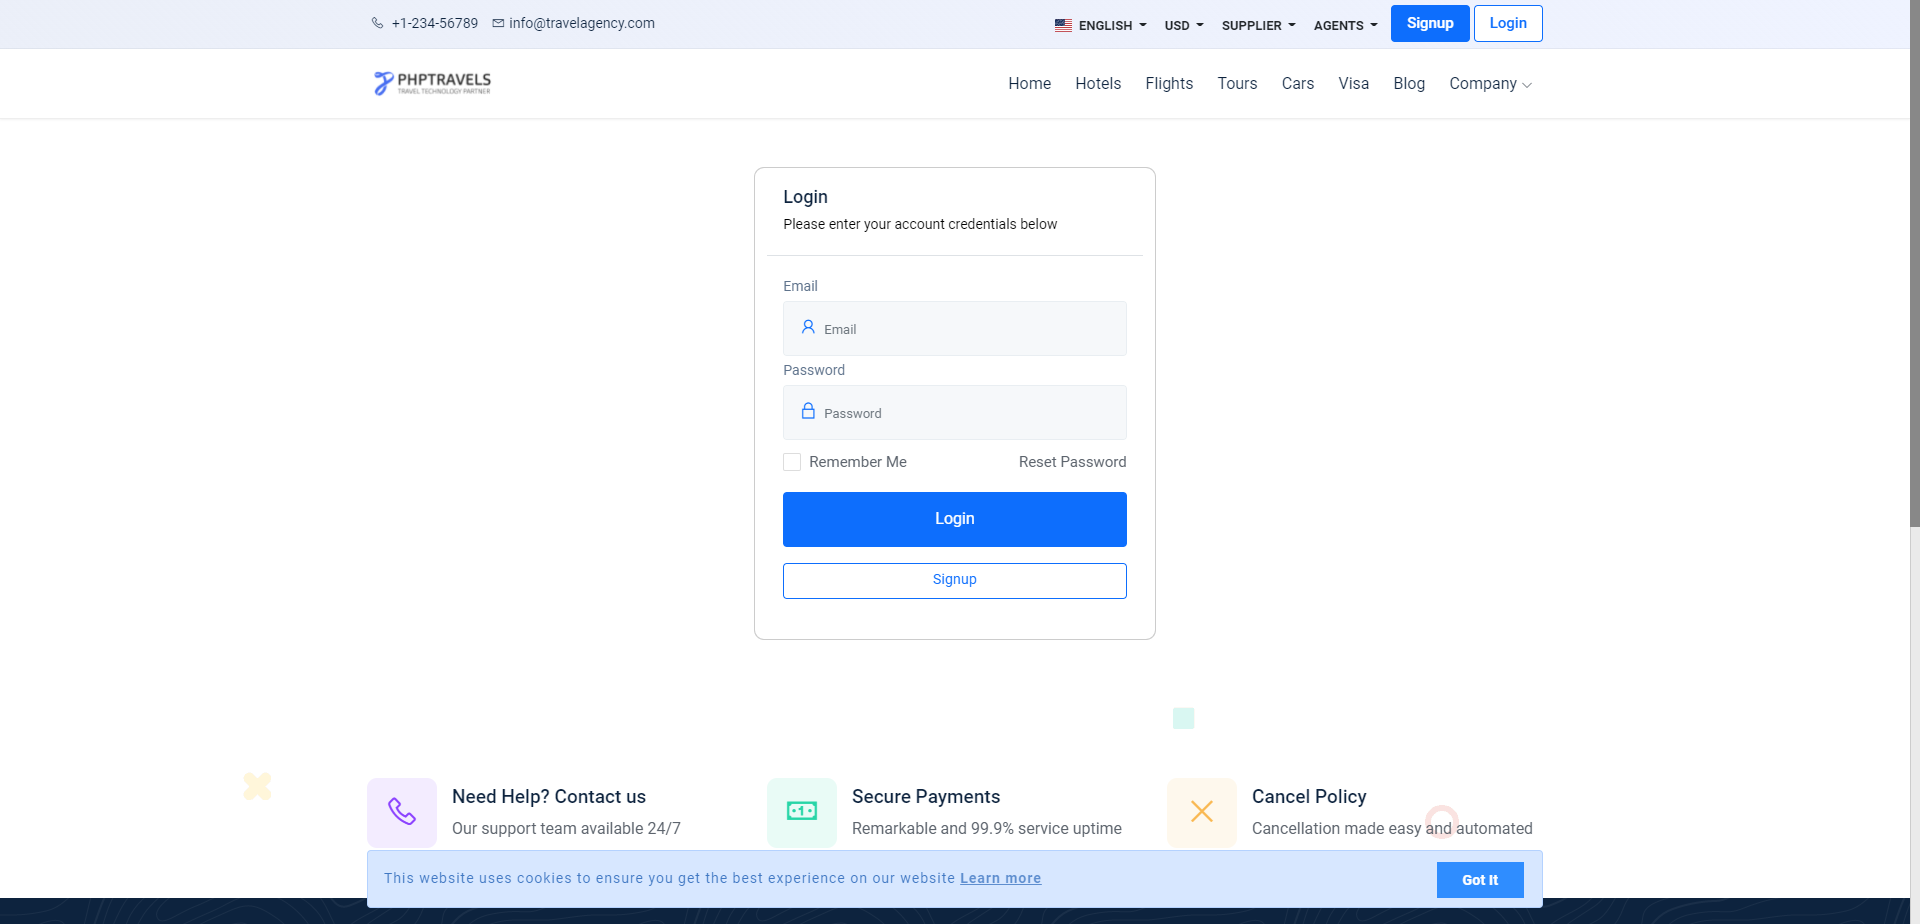 +1-234-56789 info@travelagency.com ENGLISH USD SUPPLIER AGENTS Signup Login
PHPTRAVELS
TRAVEL TECHNOLOGY PARTNER
Home Hotels Flights Tours Cars Visa Blog Company
Login
Please enter your account credentials below
Email
Email
Password
Password
Remember Me Reset Password
Login
Signup
Need Help? Contact us
Our support team available 24/7
Secure Payments
Remarkable and 99.9% service uptime
Cancel Policy
Cancellation made easy and automated
This website uses cookies to ensure you get the best experience on our website Learn more
Got It